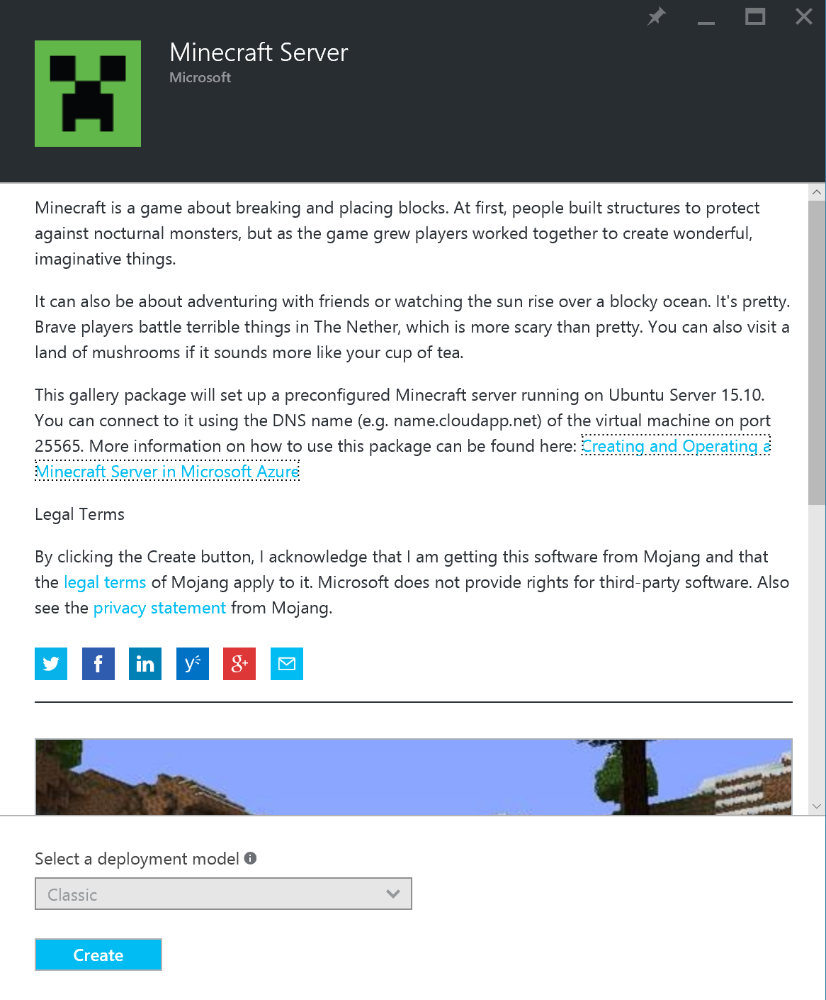 Minecraft Server
Microsoft
Minecraft is a game about breaking and placing blocks. At first, people built structures to protect
against nocturnal monsters, but as the game grew players worked together to create wonderful,
imaginative things.
It can also be about adventuring with friends or watching the sun rise over a blocky ocean. It's pretty.
Brave players battle terrible things in The Nether, which is more scary than pretty. You can also visit a
land of mushrooms if it sounds more like your cup of tea.
This gallery package will set up a preconfigured Minecraft server running on Ubuntu Server 15.10.
You can connect to it using the DNS name (e.g. name.cloudapp.net) of the virtual machine on port
25565. More information on how to use this package can be found here: Creating and Operating a
Minecraft Server in Microsoft Azure
Legal Terms
By clicking the Create button, I acknowledge that I am getting this software from Mojang and that
the legal terms of Mojang apply to it. Microsoft does not provide rights for third-party software. Also
see the privacy statement from Mojang.
Select a deployment model
Classic
Create